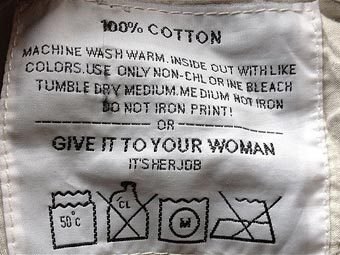 100% COTTON
MACHINE WASH WARM. INSIDE OUT WITH LIKE
COLORS.USE ONLY NON-CHLORINE BLEACH
TUMBLE DRY MEDIUM.MEDIUM HOT IRON
DO NOT IRON PRINT!
OR
GIVE IT TO YOUR WOMAN
IT'S HER JOB
50°C CL M